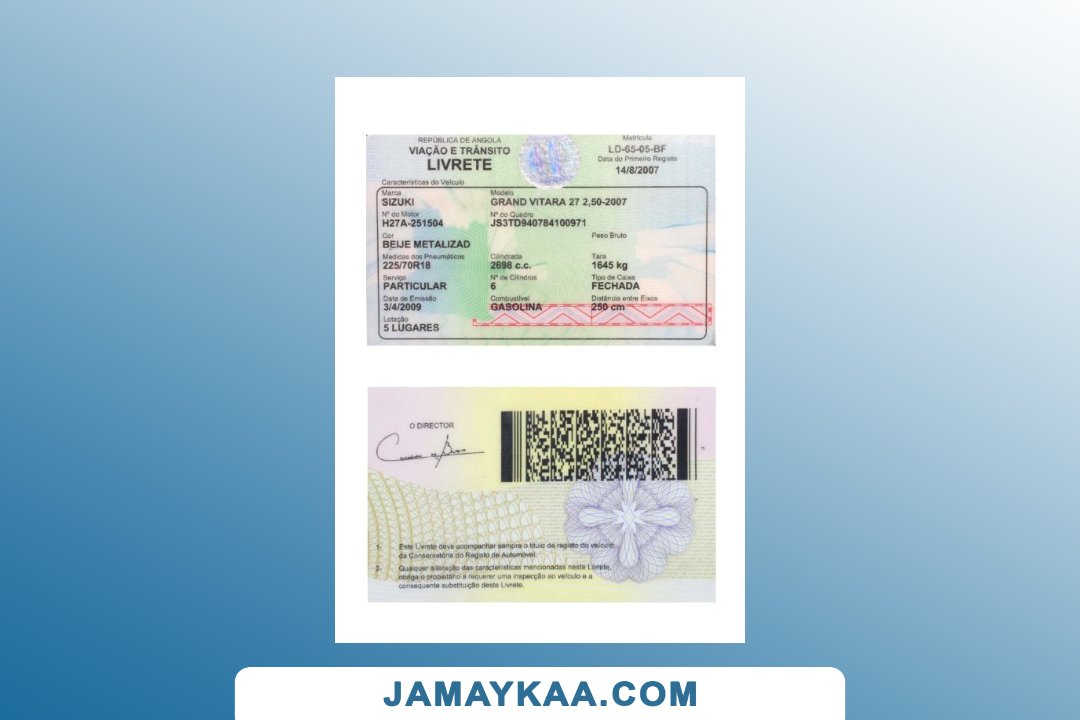 REPÚBLICA DE ANGOLA
VIAÇÃO E TRÂNSITO
LIVRETE
Matrícula
LD-65-05-BF
Data do Primeiro Registo
14/8/2007
Características do Veículo
Marca
SIZUKI
Modelo
GRAND VITARA 27 2,50-2007
Nº do Motor
H27A-251504
Nº do Quadro
JS3TD940784100971
Cor
BEIJE METALIZAD
Peso Bruto
Medidas dos Pneumáticos
225/70R18
Cilindrada
2698 c.c.
Tara
1645 kg
Serviço
PARTICULAR
Nº de Cilindros
6
Tipo de Caixa
FECHADA
Data de Emissão
3/4/2009
Combustível
GASOLINA
Distância entre Eixos
250 cm
Lotação
5 LUGARES
O DIRECTOR
1- Este Livrete deve acompanhar sempre o título de registo do veículo
da Conservatória do Registo de Automóvel.
2- Qualquer alteração das características mencionadas neste Livrete,
obriga o propietário a requerer uma inspecção ao veículo e a
consequente substituição deste Livrete.
JAMAYKAA.COM